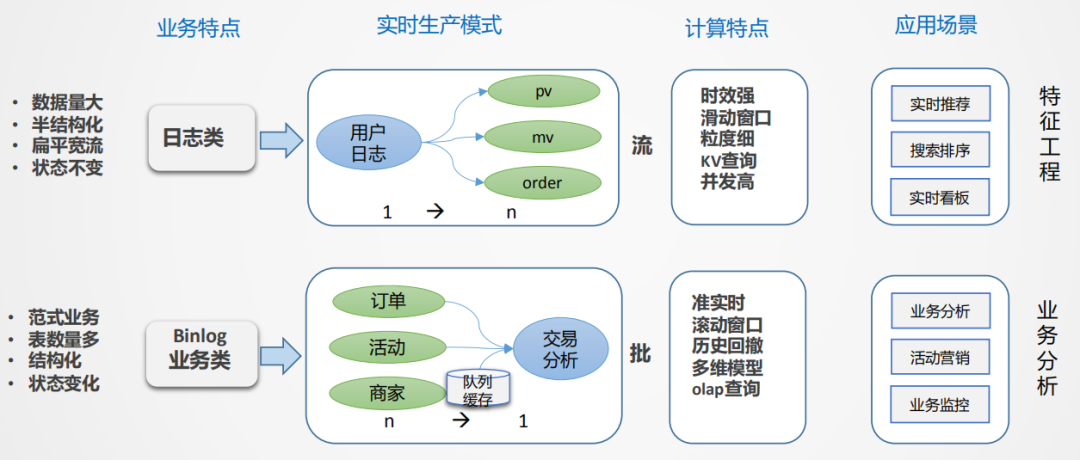 业务特点
实时生产模式
计算特点
应用场景
• 数据量大
• 半结构化
• 扁平宽流
• 状态不变
日志类
用户
日志
pv
mv
order
1 → n
流
时效强
滑动窗口
粒度细
KV查询
并发高
实时推荐
搜索排序
实时看板
特征工程
• 范式业务
• 表数量多
• 结构化
• 状态变化
Binlog
业务类
订单
活动
商家
队列
缓存
交易
分析
n → 1
批
准实时
滚动窗口
历史回撤
多维模型
olap查询
业务分析
活动营销
业务监控
业务分析